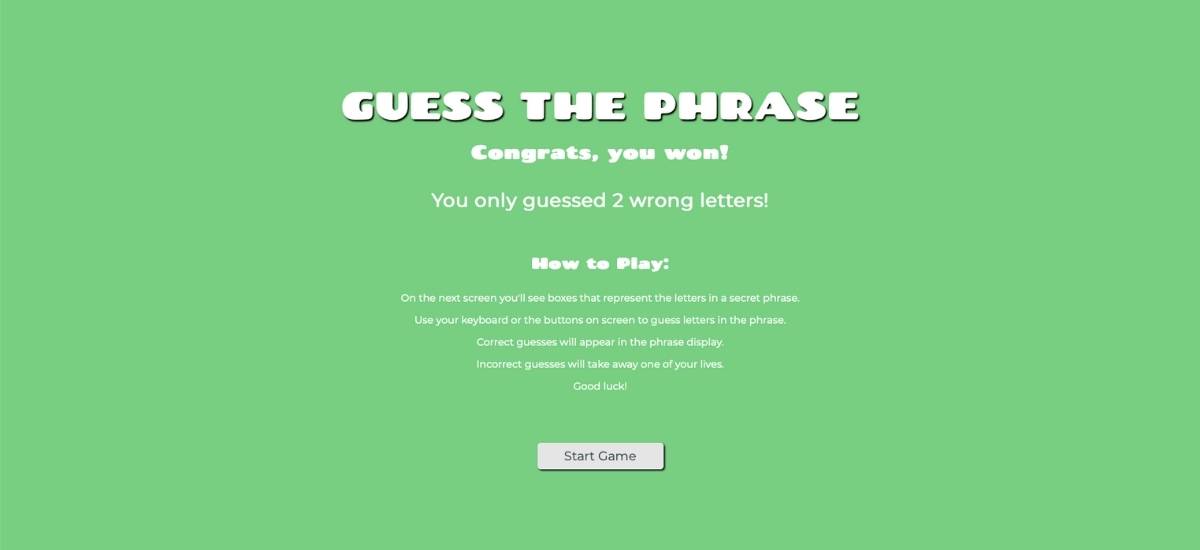 GUESS THE PHRASE
Congrats, you won!
You only guessed 2 wrong letters!
How to Play:
On the next screen you'll see boxes that represent the letters in a secret phrase.
Use your keyboard or the buttons on screen to guess letters in the phrase.
Correct guesses will appear in the phrase display.
Incorrect guesses will take away one of your lives.
Good luck!
Start Game